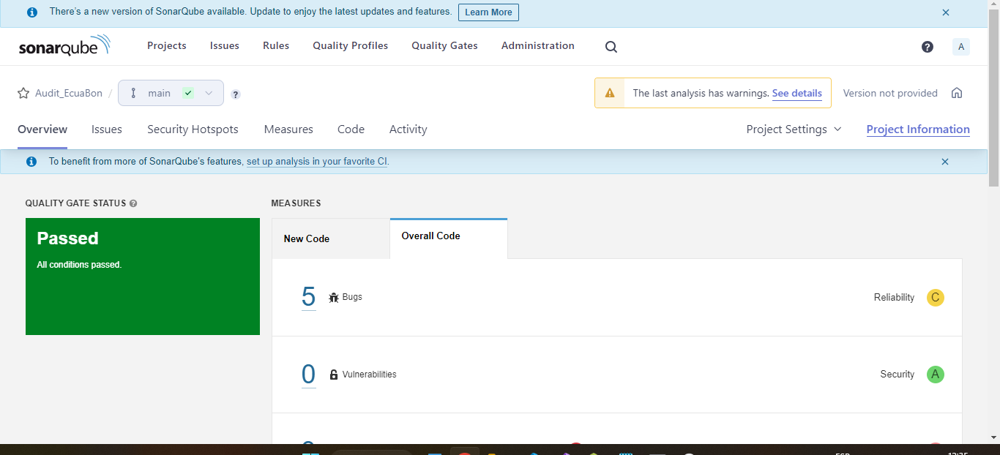 There's a new version of SonarQube available. Update to enjoy the latest updates and features. Learn More
sonarqube Projects Issues Rules Quality Profiles Quality Gates Administration A
Audit_EcuaBon / main The last analysis has warnings. See details Version not provided
Overview Issues Security Hotspots Measures Code Activity Project Settings Project Information
To benefit from more of SonarQube's features, set up analysis in your favorite CI.
QUALITY GATE STATUS MEASURES
Passed
All conditions passed.
New Code Overall Code
5 Bugs Reliability C
0 Vulnerabilities Security A